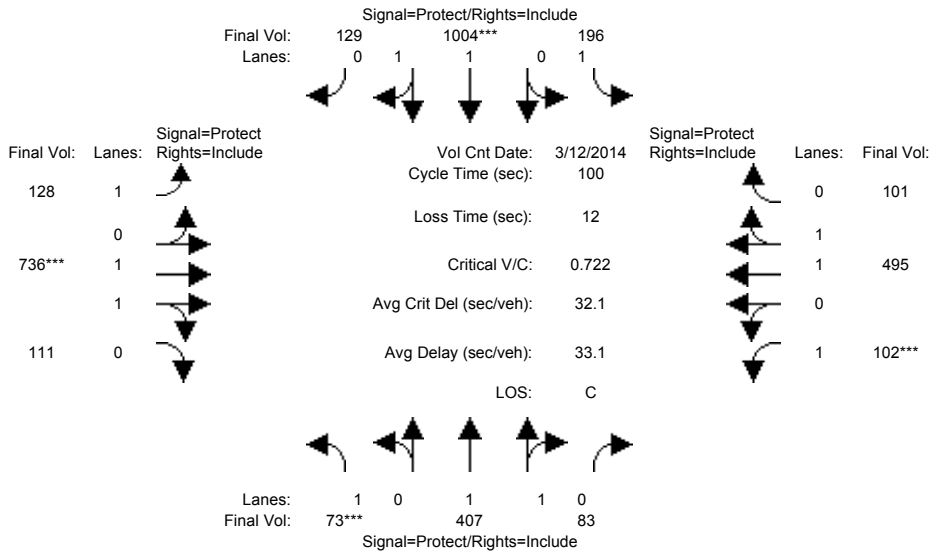 Signal=Protect/Rights=Include
Final Vol: 129 1004*** 196
Lanes: 0 1 1 0 1
Signal=Protect
Final Vol: Lanes: Rights=Include
Vol Cnt Date: 3/12/2014
Signal=Protect
Rights=Include Lanes: Final Vol:
Cycle Time (sec): 100
128 1
0 101
Loss Time (sec): 12
0
1
736*** 1
Critical V/C: 0.722
1 495
1
Avg Crit Del (sec/veh): 32.1
0
111 0
Avg Delay (sec/veh): 33.1
1 102***
LOS: C
Lanes: 1 0 1 1 0
Final Vol: 73*** 407 83
Signal=Protect/Rights=Include